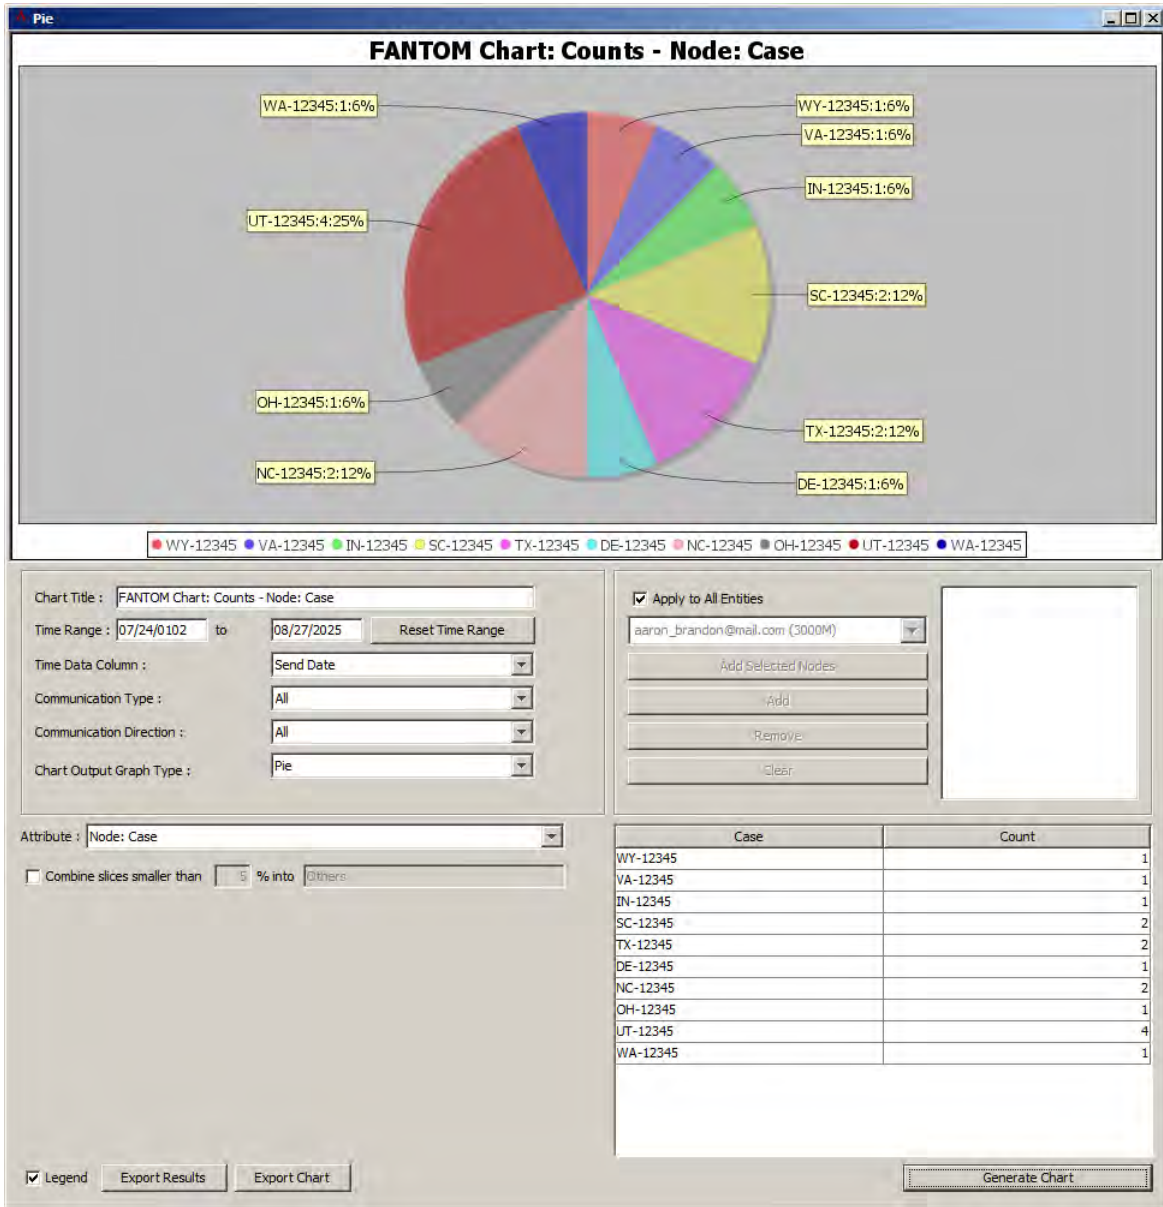 Pie
FANTOM Chart: Counts - Node: Case
WA-12345:1:6%
WY-12345:1:6%
VA-12345:1:6%
IN-12345:1:6%
UT-12345:4:25%
SC-12345:2:12%
OH-12345:1:6%
TX-12345:2:12%
NC-12345:2:12%
DE-12345:1:6%
WY-12345 VA-12345 IN-12345 SC-12345 TX-12345 DE-12345 NC-12345 OH-12345 UT-12345 WA-12345
Chart Title : FANTOM Chart: Counts - Node: Case
Time Range : 07/24/0102 to 08/27/2025 Reset Time Range
Time Data Column : Send Date
Communication Type : All
Communication Direction : All
Chart Output Graph Type : Pie
Apply to All Entities
aaron_brandon@mail.com (3000M)
Add Selected Nodes
Add
Remove
Clear
Attribute : Node: Case
Combine slices smaller than 5 % into Others
Case Count
WY-12345 1
VA-12345 1
IN-12345 1
SC-12345 2
TX-12345 2
DE-12345 1
NC-12345 2
OH-12345 1
UT-12345 4
WA-12345 1
Legend Export Results Export Chart Generate Chart